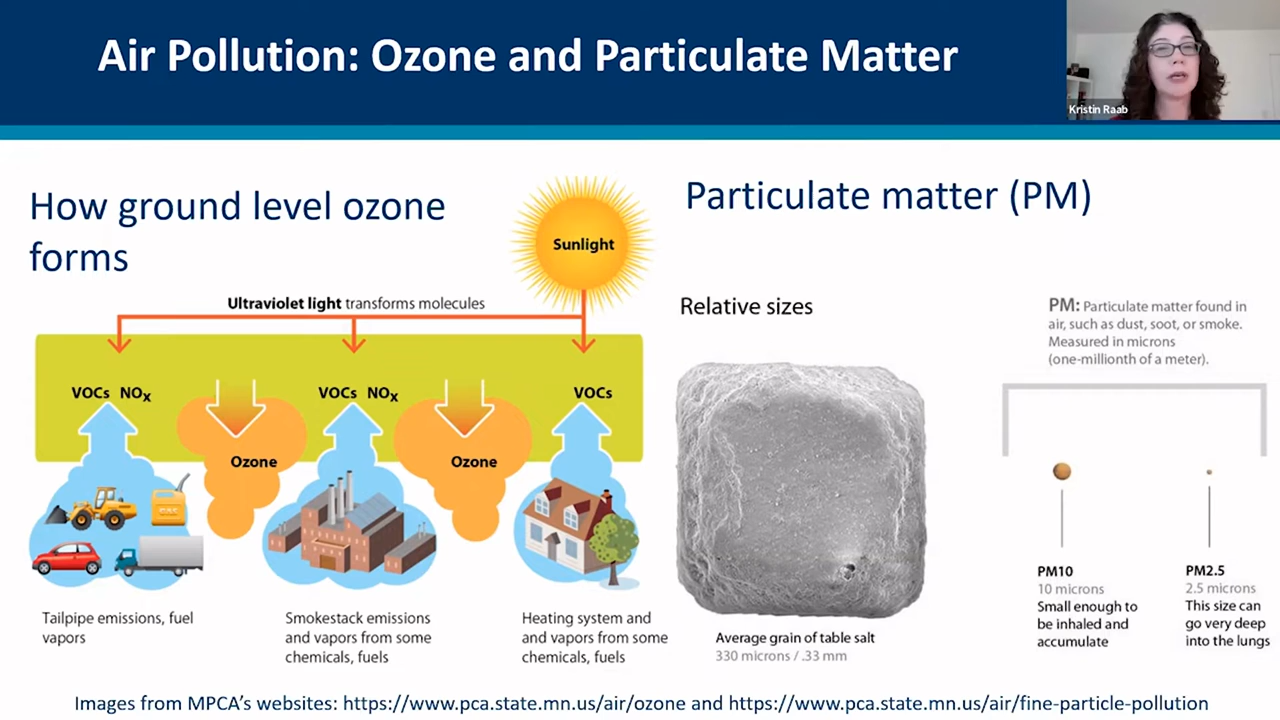 Air Pollution: Ozone and Particulate Matter
Kristin Raab
How ground level ozone
forms
Sunlight
Ultraviolet light transforms molecules
VOCs NOx
VOCs NOx
VOCs
Ozone
Ozone
GAS
Tailpipe emissions, fuel
vapors
Smokestack emissions
and vapors from some
chemicals, fuels
Heating system and
and vapors from some
chemicals, fuels
Particulate matter (PM)
Relative sizes
PM: Particulate matter found in
air, such as dust, soot, or smoke.
Measured in microns
(one-millionth of a meter).
Average grain of table salt
330 microns / .33 mm
PM10
10 microns
Small enough to
be inhaled and
accumulate
PM2.5
2.5 microns
This size can
go very deep
into the lungs
Images from MPCA's websites: https://www.pca.state.mn.us/air/ozone and https://www.pca.state.mn.us/air/fine-particle-pollution